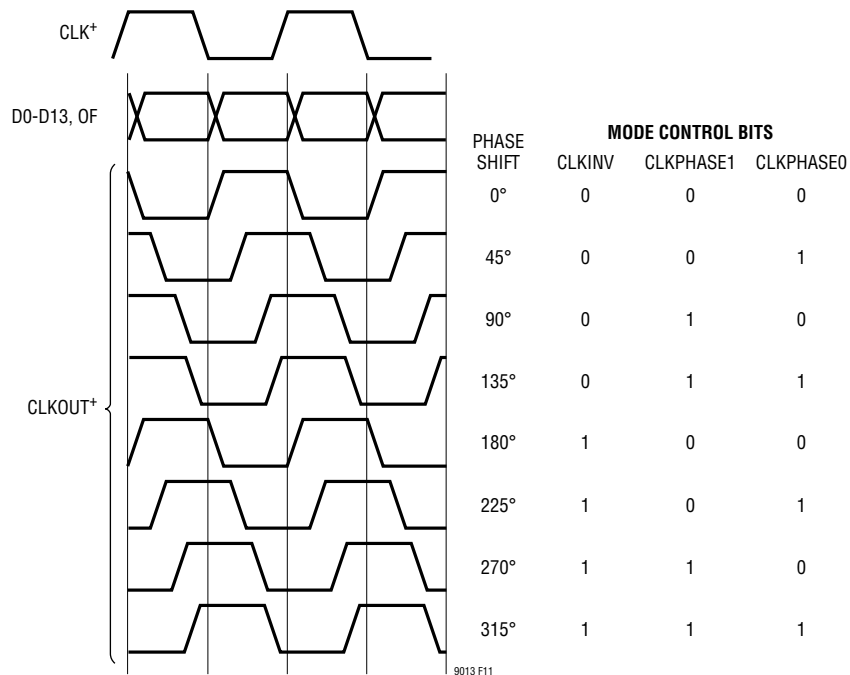 CLK+
D0-D13, OF
CLKOUT+
MODE CONTROL BITS
PHASE SHIFT CLKINV CLKPHASE1 CLKPHASE0
0° 0 0 0
45° 0 0 1
90° 0 1 0
135° 0 1 1
180° 1 0 0
225° 1 0 1
270° 1 1 0
315° 1 1 1
9013 F11